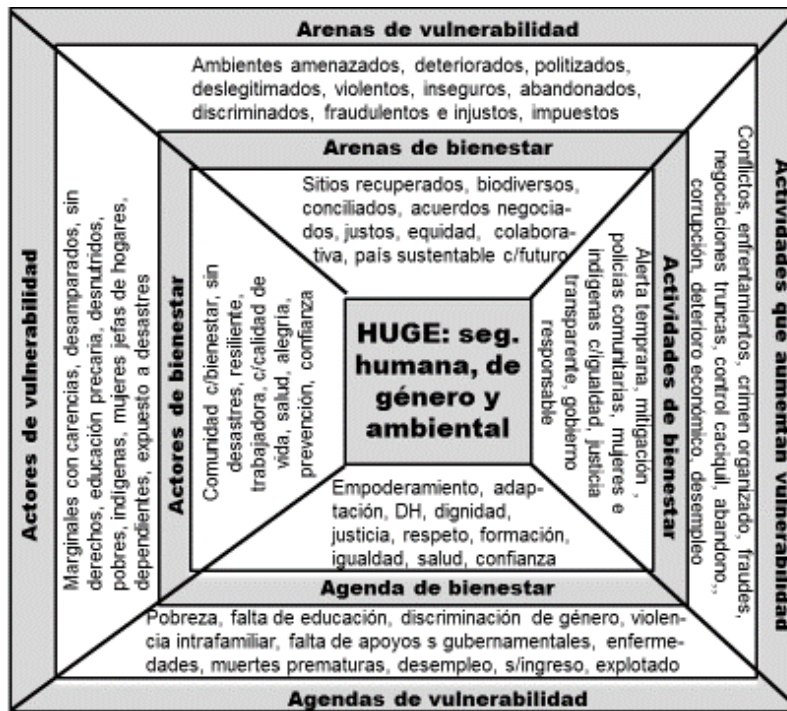 Arenas de vulnerabilidad
Ambientes amenazados, deteriorados, politizados,
deslegitimados, violentos, inseguros, abandonados,
discriminados, fraudulentos e injustos, impuestos
Arenas de bienestar
Sitios recuperados, biodiversos,
conciliados, acuerdos negocia-
dos, justos, equidad, colabora-
tiva, país sustentable c/futuro
Actores de vulnerabilidad
Marginales con carencias, desamparados, sin
derechos, educación precaria, desnutridos,
pobres, indígenas, mujeres jefas de hogares,
dependientes, expuesto a desastres
Actores de bienestar
Comunidad c/bienestar, sin
desastres, resiliente,
trabajadora, c/calidad de
vida, salud, alegría,
prevención, confianza
HUGE: seg.
humana, de
género y
ambiental
Alerta temprana, mitigación ,
policías comunitarias, mujeres e
indígenas c/igualdad, justicia
transparente, gobierno
responsable
Actividades de bienestar
Conflictos, enfrentamientos, crimen organizado, fraudes,
negociaciones truncas, control caciquil, abandono,,
corrupción, deterioro económico, desempleo
Actividades que aumentan vulnerabilidad
Empoderamiento, adap-
tación, DH, dignidad,
justicia, respeto, formación,
igualdad, salud, confianza
Agenda de bienestar
Pobreza, falta de educación, discriminación de género, violen-
cia intrafamiliar, falta de apoyos s gubernamentales, enferme-
dades, muertes prematuras, desempleo, s/ingreso, explotado
Agendas de vulnerabilidad